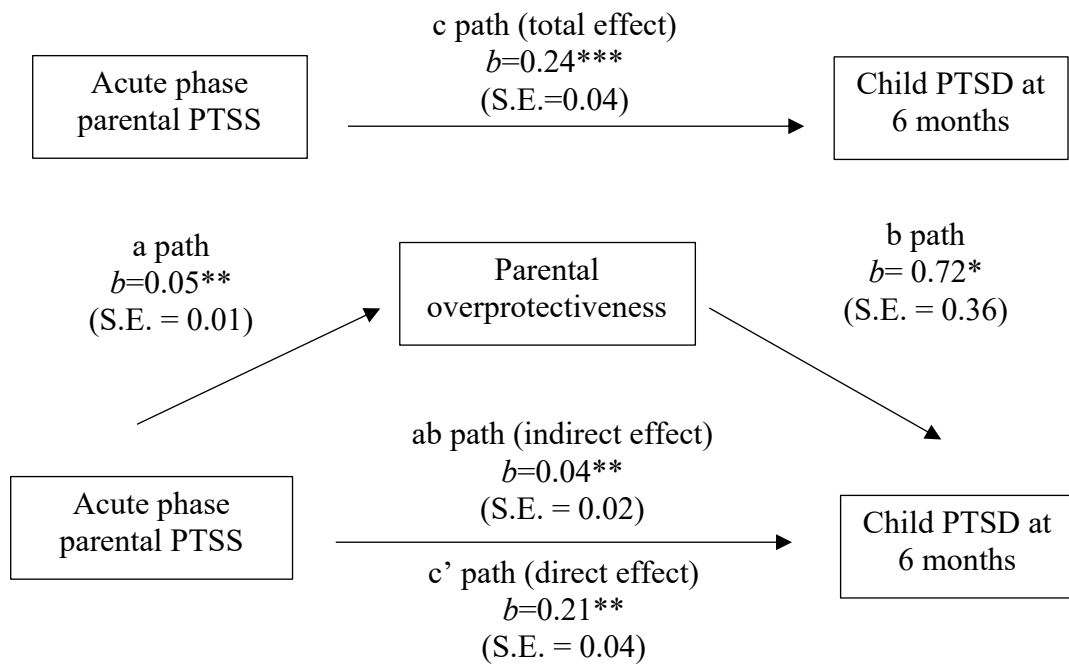 c path (total effect)
b=0.24***
(S.E.=0.04)
Acute phase
parental PTSS
Child PTSD at
6 months
a path
b=0.05**
(S.E. = 0.01)
Parental
overprotectiveness
b path
b= 0.72*
(S.E. = 0.36)
ab path (indirect effect)
b=0.04**
(S.E. = 0.02)
Acute phase
parental PTSS
Child PTSD at
6 months
c’ path (direct effect)
b=0.21**
(S.E. = 0.04)